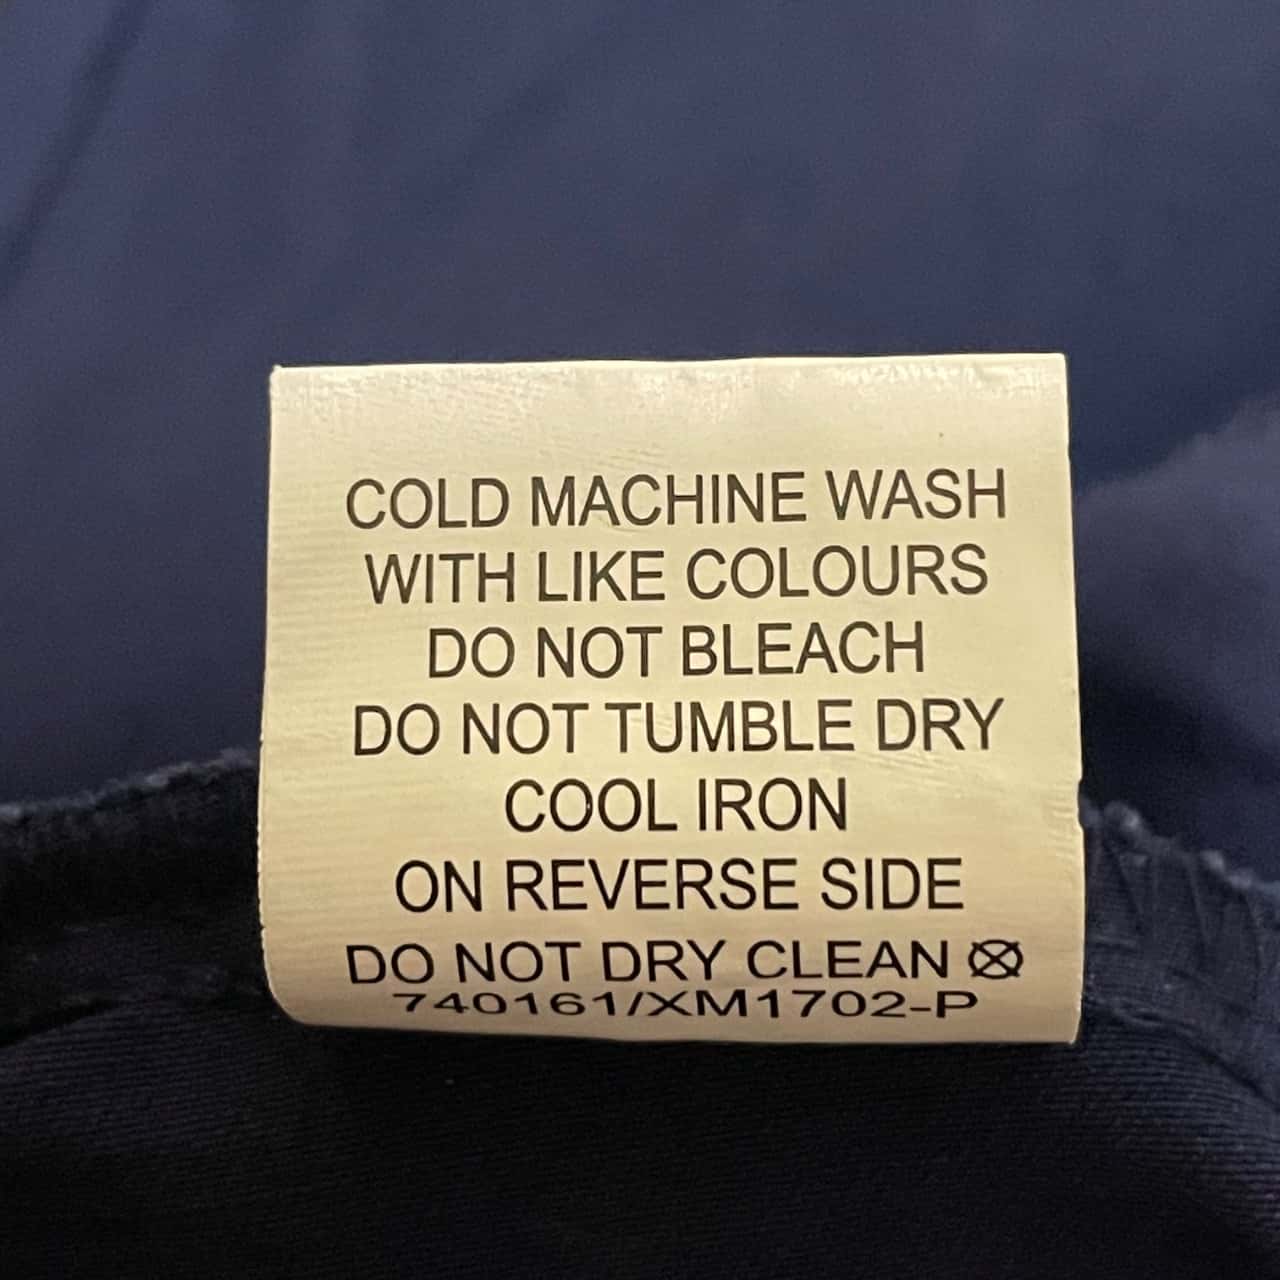 COLD MACHINE WASH
WITH LIKE COLOURS
DO NOT BLEACH
DO NOT TUMBLE DRY
COOL IRON
ON REVERSE SIDE
DO NOT DRY CLEAN
740161/XM1702-P